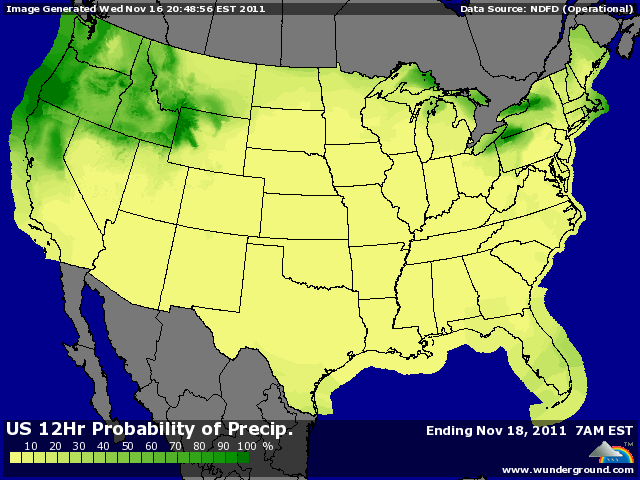 Image Generated Wed Nov 16 20:48:56 EST 2011
Data Source: NDFD (Operational)
US 12Hr Probability of Precip.
Ending Nov 18, 2011 7AM EST
10 20 30 40 50 60 70 80 90 100 %
TM
www.wunderground.com